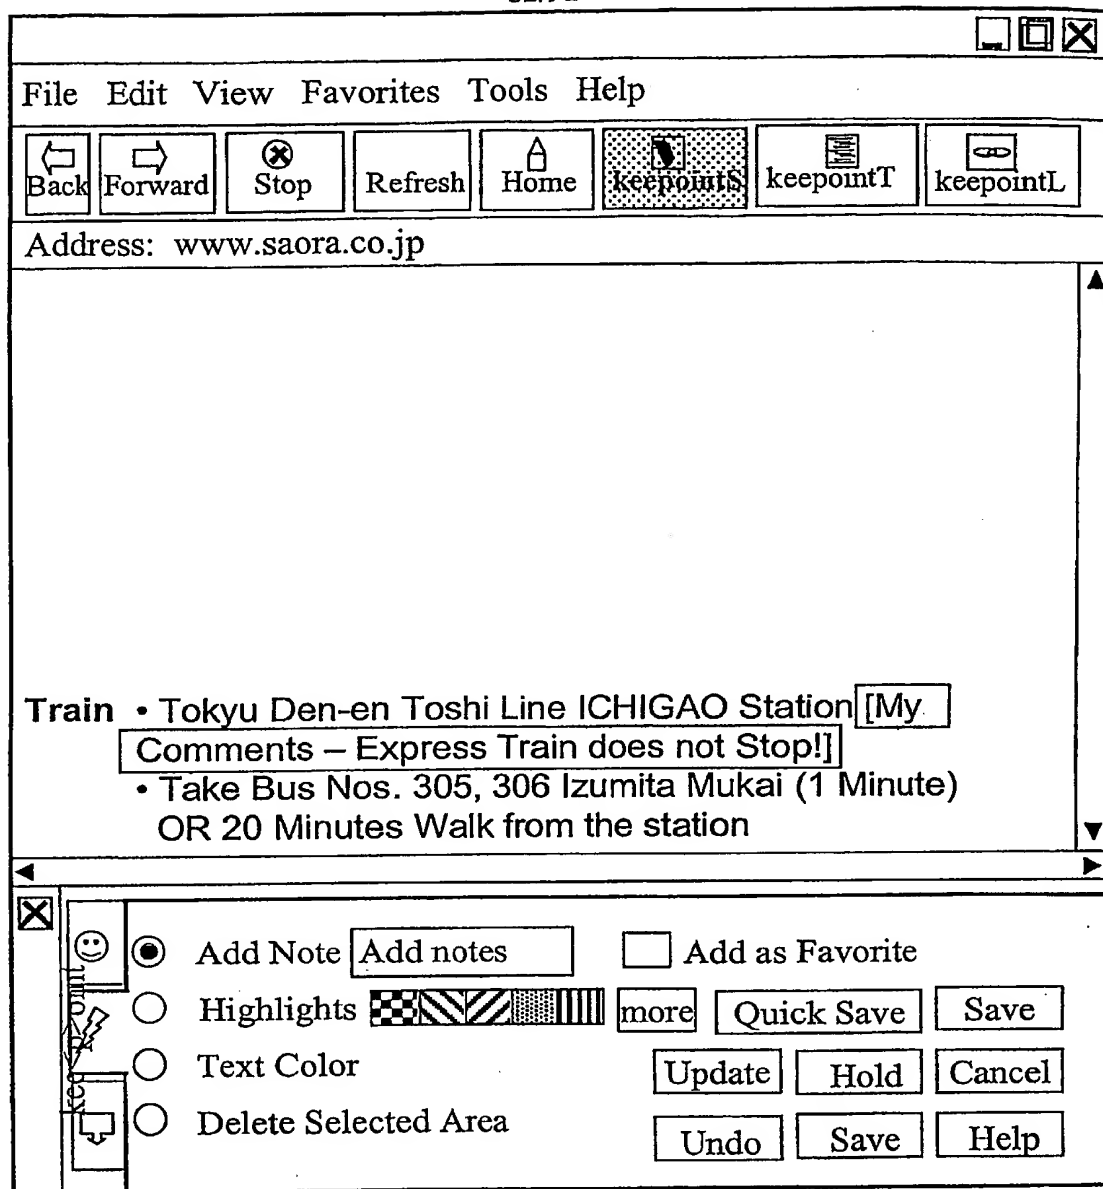 File Edit View Favorites Tools Help
Back Forward Stop Refresh Home keepointS keepointT keepointL
Address: www.saora.co.jp
Train • Tokyu Den-en Toshi Line ICHIGAO Station [My
Comments – Express Train does not Stop!]
• Take Bus Nos. 305, 306 Izumita Mukai (1 Minute)
OR 20 Minutes Walk from the station
Add Note Add notes Add as Favorite
Highlights more Quick Save Save
Text Color Update Hold Cancel
Delete Selected Area Undo Save Help